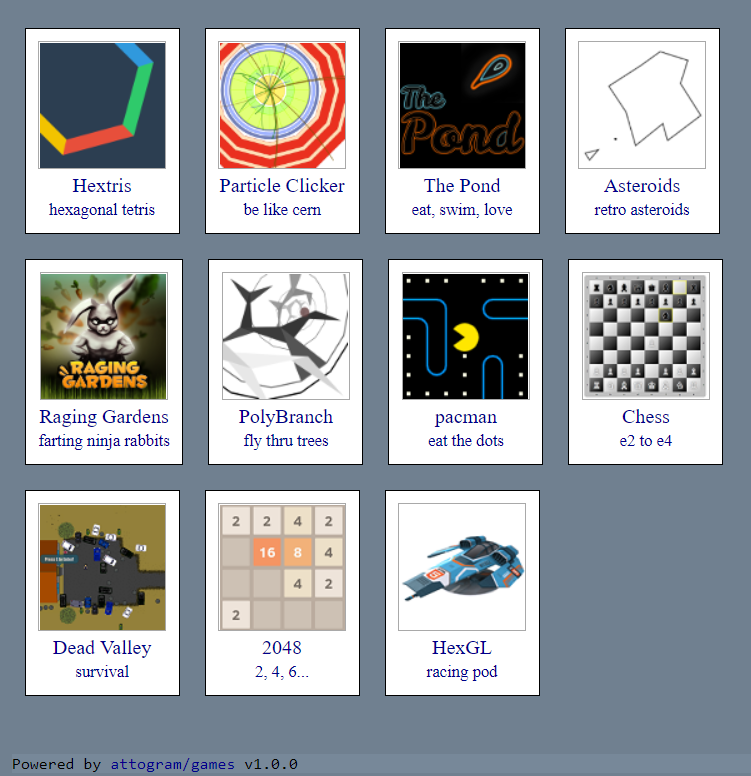 The
Pond
Hextris
hexagonal tetris
Particle Clicker
be like cern
The Pond
eat, swim, love
Asteroids
retro asteroids
RAGING
GARDENS
Raging Gardens
farting ninja rabbits
PolyBranch
fly thru trees
pacman
eat the dots
Chess
e2 to e4
2 2 4 2
16 8 4
4 2
2
Dead Valley
survival
2048
2, 4, 6...
HexGL
racing pod
Powered by attogram/games v1.0.0